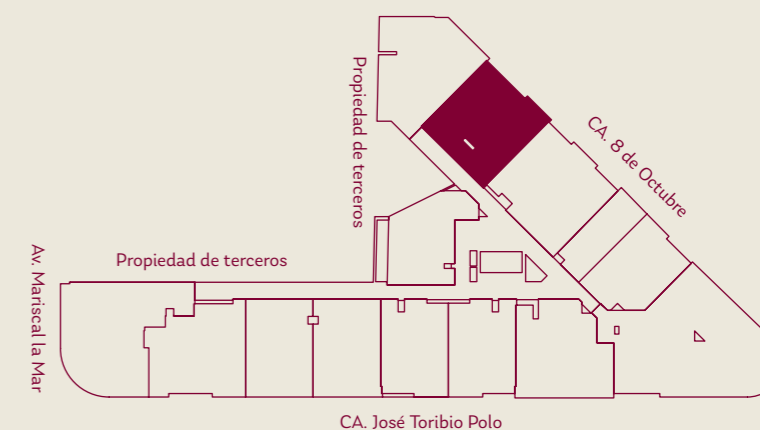 Propiedad de terceros
CA. 8 de Octubre
Propiedad de terceros
Av. Mariscal la Mar
CA. José Toribio Polo